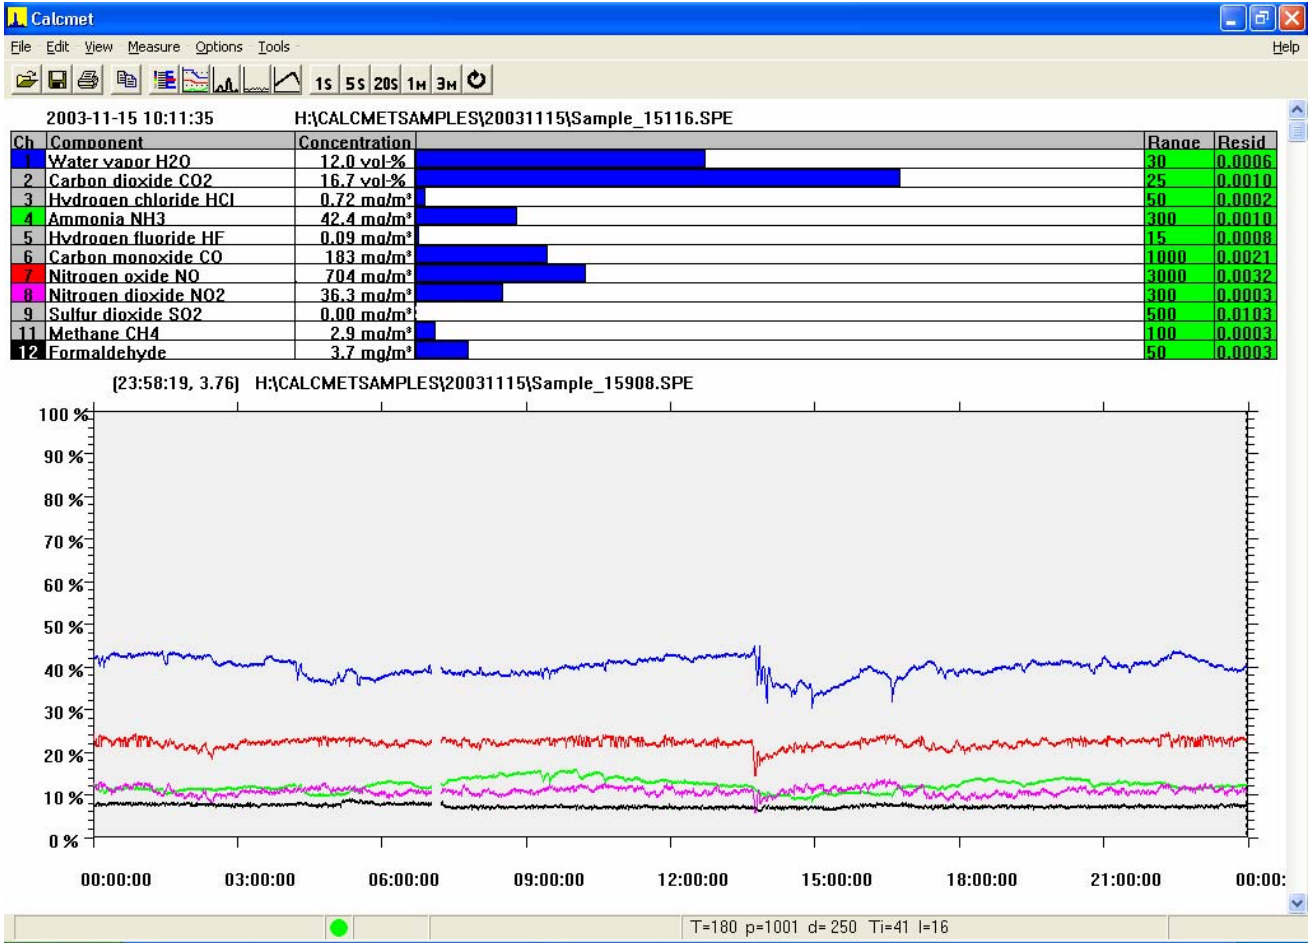 Calcmet
File Edit View Measure Options Tools Help
1S 5S 20S 1M 3M
2003-11-15 10:11:35 H:\CALCMETSAMPLES\20031115\Sample_15116.SPE
Ch Component Concentration Range Resid
1 Water vapor H2O 12.0 vol-% 30 0.0006
2 Carbon dioxide CO2 16.7 vol-% 25 0.0010
3 Hydrogen chloride HCl 0.72 mg/m³ 50 0.0002
4 Ammonia NH3 42.4 mg/m³ 300 0.0010
5 Hydrogen fluoride HF 0.09 mg/m³ 15 0.0008
6 Carbon monoxide CO 183 mg/m³ 1000 0.0021
7 Nitrogen oxide NO 704 mg/m³ 3000 0.0032
8 Nitrogen dioxide NO2 36.3 mg/m³ 300 0.0003
9 Sulfur dioxide SO2 0.00 mg/m³ 500 0.0103
11 Methane CH4 2.9 mg/m³ 100 0.0003
12 Formaldehyde 3.7 mg/m³ 50 0.0003
(23:58:19, 3.76) H:\CALCMETSAMPLES\20031115\Sample_15908.SPE
100 %
90 %
80 %
70 %
60 %
50 %
40 %
30 %
20 %
10 %
0 %
00:00:00 03:00:00 06:00:00 09:00:00 12:00:00 15:00:00 18:00:00 21:00:00 00:00:
T=180 p=1001 d= 250 Ti=41 I=16